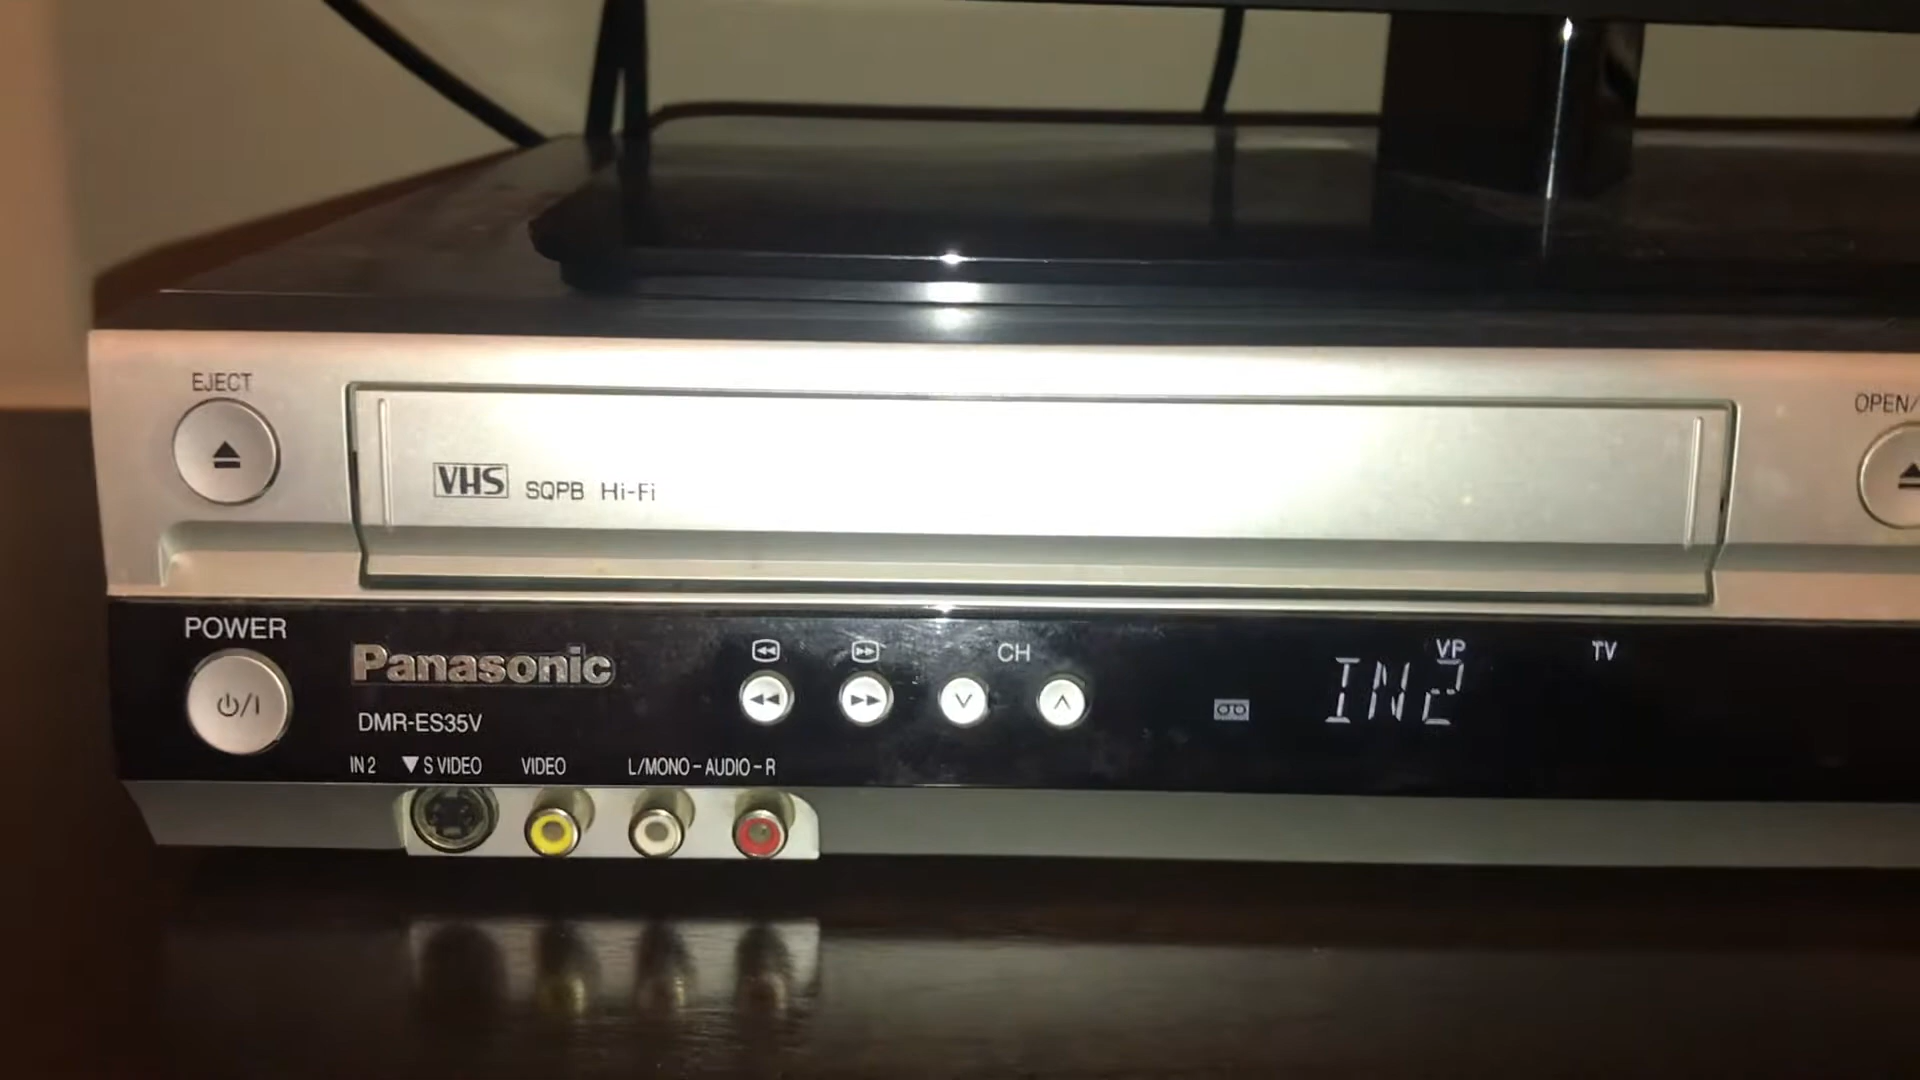 EJECT
OPEN/
VHS SQPB Hi-Fi
POWER
Panasonic
CH
VP
TV
IN2
DMR-ES35V
IN 2 ▼ S VIDEO VIDEO L/MONO - AUDIO - R